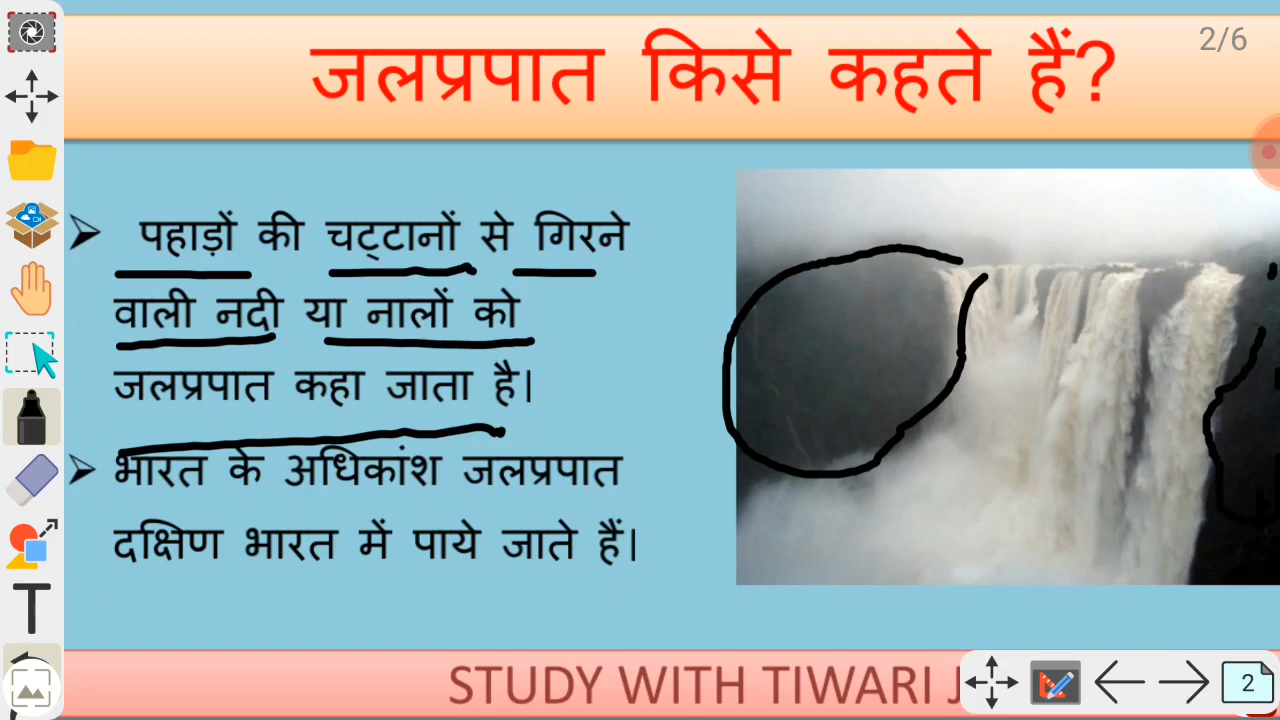 जलप्रपात किसे कहते हैं?
2/6
पहाड़ों की चट्टानों से गिरने
वाली नदी या नालों को
जलप्रपात कहा जाता है।
भारत के अधिकांश जलप्रपात
दक्षिण भारत में पाये जाते हैं।
STUDY WITH TIWARI J
T
2